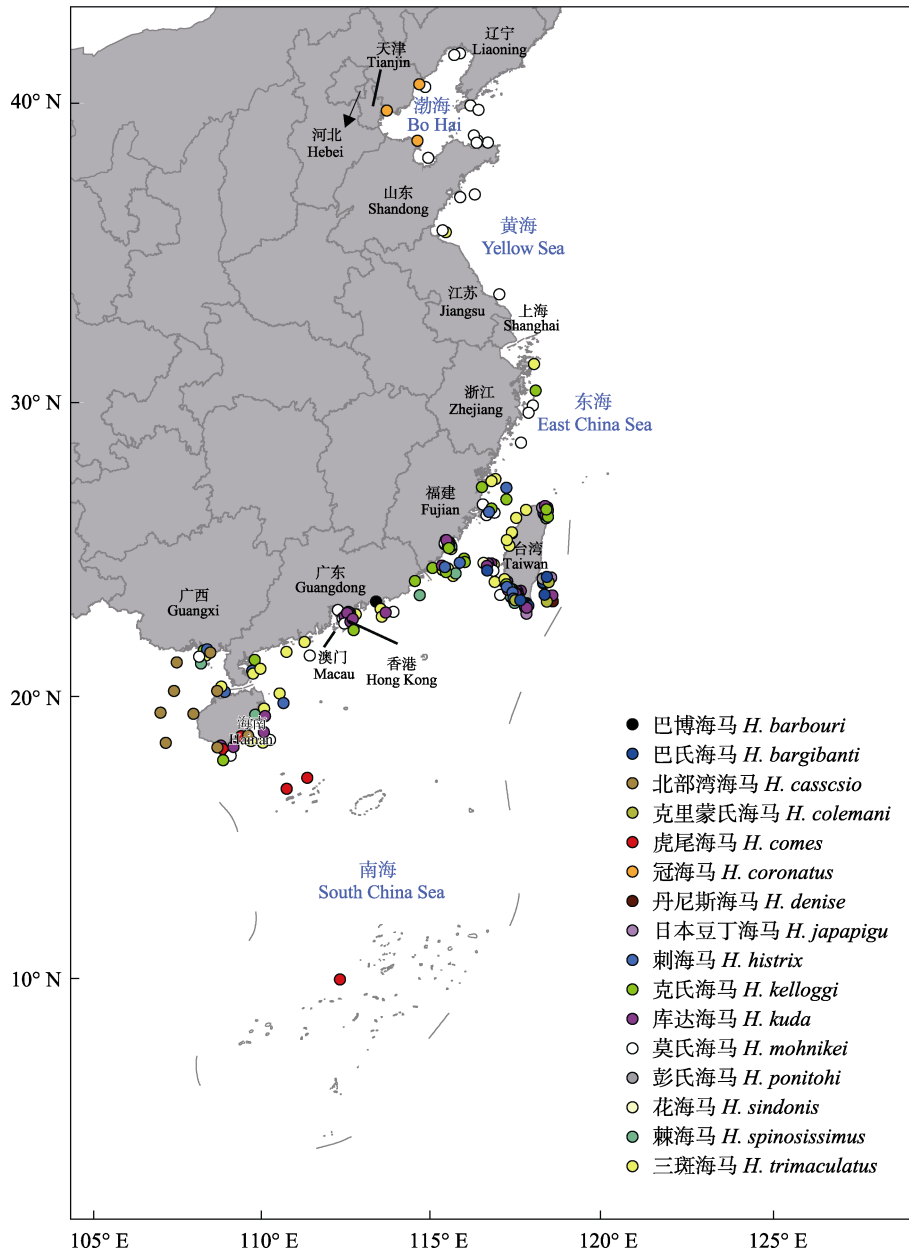 辽宁
Liaoning
天津
Tianjin
40° N
渤海
Bo Hai
河北
Hebei
山东
Shandong
黄海
Yellow Sea
江苏
Jiangsu
上海
Shanghai
30° N
浙江
Zhejiang
东海
East China Sea
福建
Fujian
台湾
Taiwan
广西
Guangxi
广东
Guangdong
澳门
Macau
香港
Hong Kong
20° N
海南
Hainan
南海
South China Sea
10° N
巴博海马 H. barbouri
巴氏海马 H. bargibanti
北部湾海马 H. casscsio
克里蒙氏海马 H. colemani
虎尾海马 H. comes
冠海马 H. coronatus
丹尼斯海马 H. denise
日本豆丁海马 H. japapigu
刺海马 H. histrix
克氏海马 H. kelloggi
库达海马 H. kuda
莫氏海马 H. mohnikei
彭氏海马 H. ponitohi
花海马 H. sindonis
棘海马 H. spinosissimus
三斑海马 H. trimaculatus
105° E 110° E 115° E 120° E 125° E